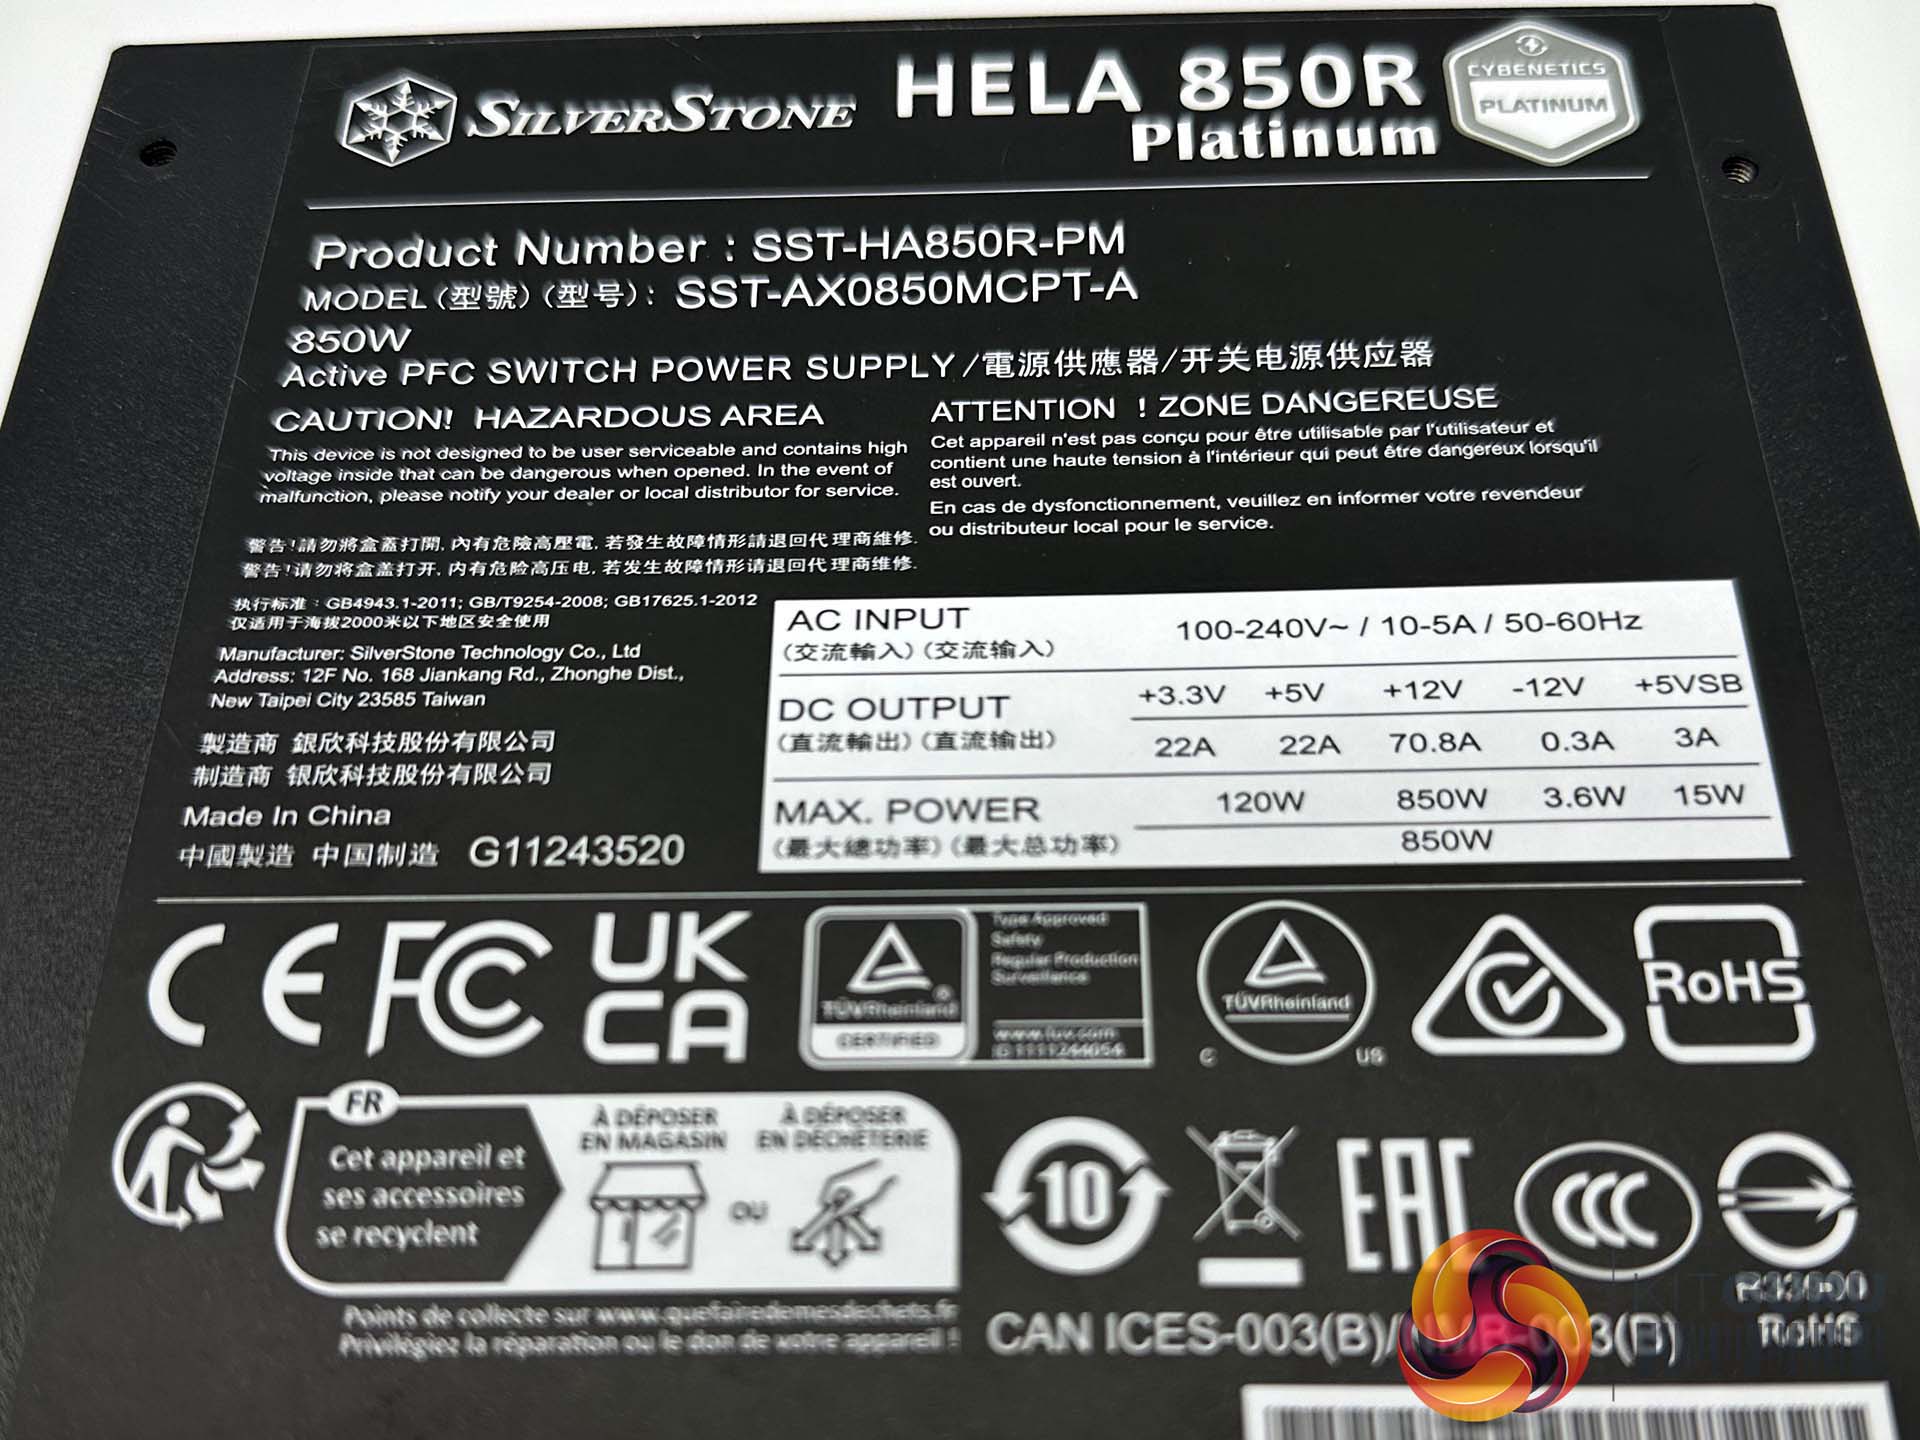 SILVERSTONE
HELA 850R
Platinum
CYBENETICS
PLATINUM
Product Number : SST-HA850R-PM
MODEL (型號) (型号): SST-AX0850MCPT-A
850W
Active PFC SWITCH POWER SUPPLY/電源供應器/开关电源供应器
CAUTION! HAZARDOUS AREA
This device is not designed to be user serviceable and contains high
voltage inside that can be dangerous when opened. In the event of
malfunction, please notify your dealer or local distributor for service.
ATTENTION ! ZONE DANGEREUSE
Cet appareil n'est pas conçu pour être utilisable par l'utilisateur et
contient une haute tension à l'intérieur qui peut être dangereux lorsqu'il
est ouvert.
En cas de dysfonctionnement, veuillez en informer votre revendeur
ou distributeur local pour le service.
警告!請勿將盒蓋打開, 內有危險高壓電, 若發生故障情形請退回代理商維修.
警告!请勿将盒盖打开, 内有危险高压电, 若发生故障情形请退回代理商维修.
执行标准 : GB4943.1-2011; GB/T9254-2008; GB17625.1-2012
仅适用于海拔2000米以下地区安全使用
Manufacturer: SilverStone Technology Co., Ltd
Address: 12F No. 168 Jiankang Rd., Zhonghe Dist.,
New Taipei City 23585 Taiwan
製造商 銀欣科技股份有限公司
制造商 银欣科技股份有限公司
Made In China
中國製造 中国制造 G11243520
AC INPUT
(交流輸入) (交流输入)
100-240V~ / 10-5A / 50-60Hz
DC OUTPUT
(直流輸出) (直流输出)
+3.3V +5V +12V -12V +5VSB
22A 22A 70.8A 0.3A 3A
MAX. POWER
(最大總功率) (最大总功率)
120W 850W 3.6W 15W
850W
CE FC UK
CA
TÜVRheinland
CERTIFIED
Type Approved
Safety
Regular Production
Surveillance
www.tuv.com
ID 1111244054
TÜVRheinland
C US
RoHS
FR
Cet appareil et
ses accessoires
se recyclent
À DÉPOSER
EN MAGASIN
OU
À DÉPOSER
EN DÉCHÈTERIE
Points de collecte sur www.quefairedemesdechets.fr
Privilégiez la réparation ou le don de votre appareil !
10
EAC
CCC
RoHS
CAN ICES-003(B)/NMB-003(B)